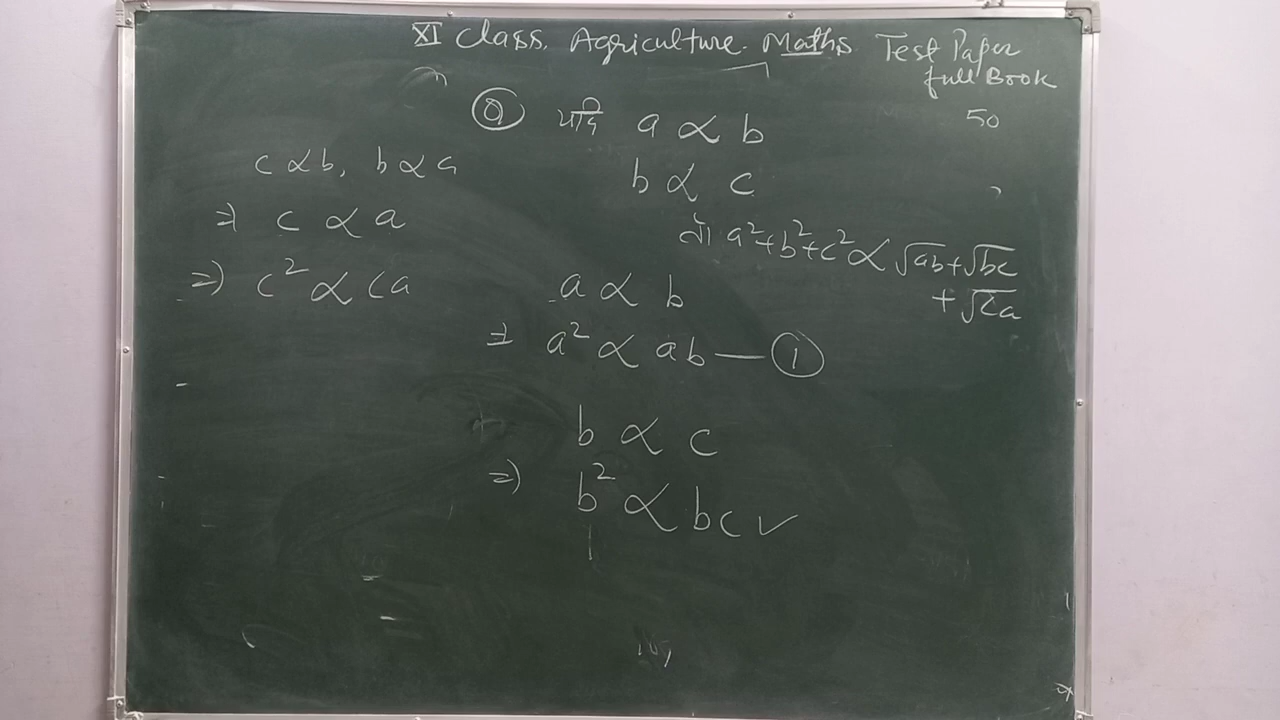 XI Class. Agriculture. Maths Test Paper
full Book
50
Q यदि a ∝ b
b ∝ c
तो a²+b²+c² ∝ √ab+√bc
+√ca
c ∝ b, b ∝ a
=) c ∝ a
=) c² ∝ ca
a ∝ b
=) a² ∝ ab — 1
b ∝ c
=) b² ∝ bc ✓